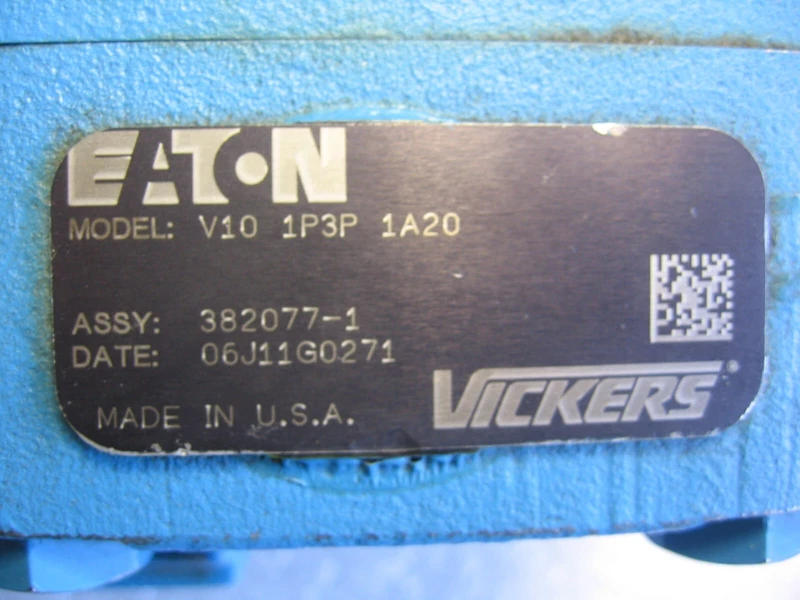 EATON
MODEL: V10 1P3P 1A20
ASSY: 382077-1
DATE: 06J11G0271
MADE IN U.S.A.
VICKERS®